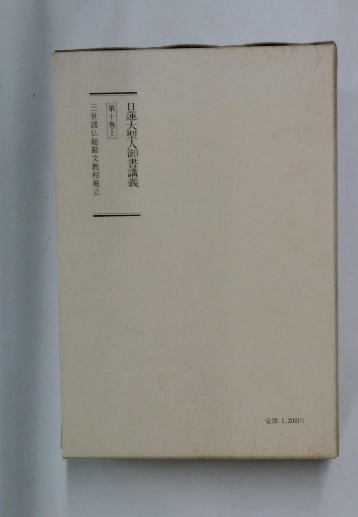 日蓮大聖人御書講義
第十巻上
三世諸仏総勘文教相廃立
定価 1,200円